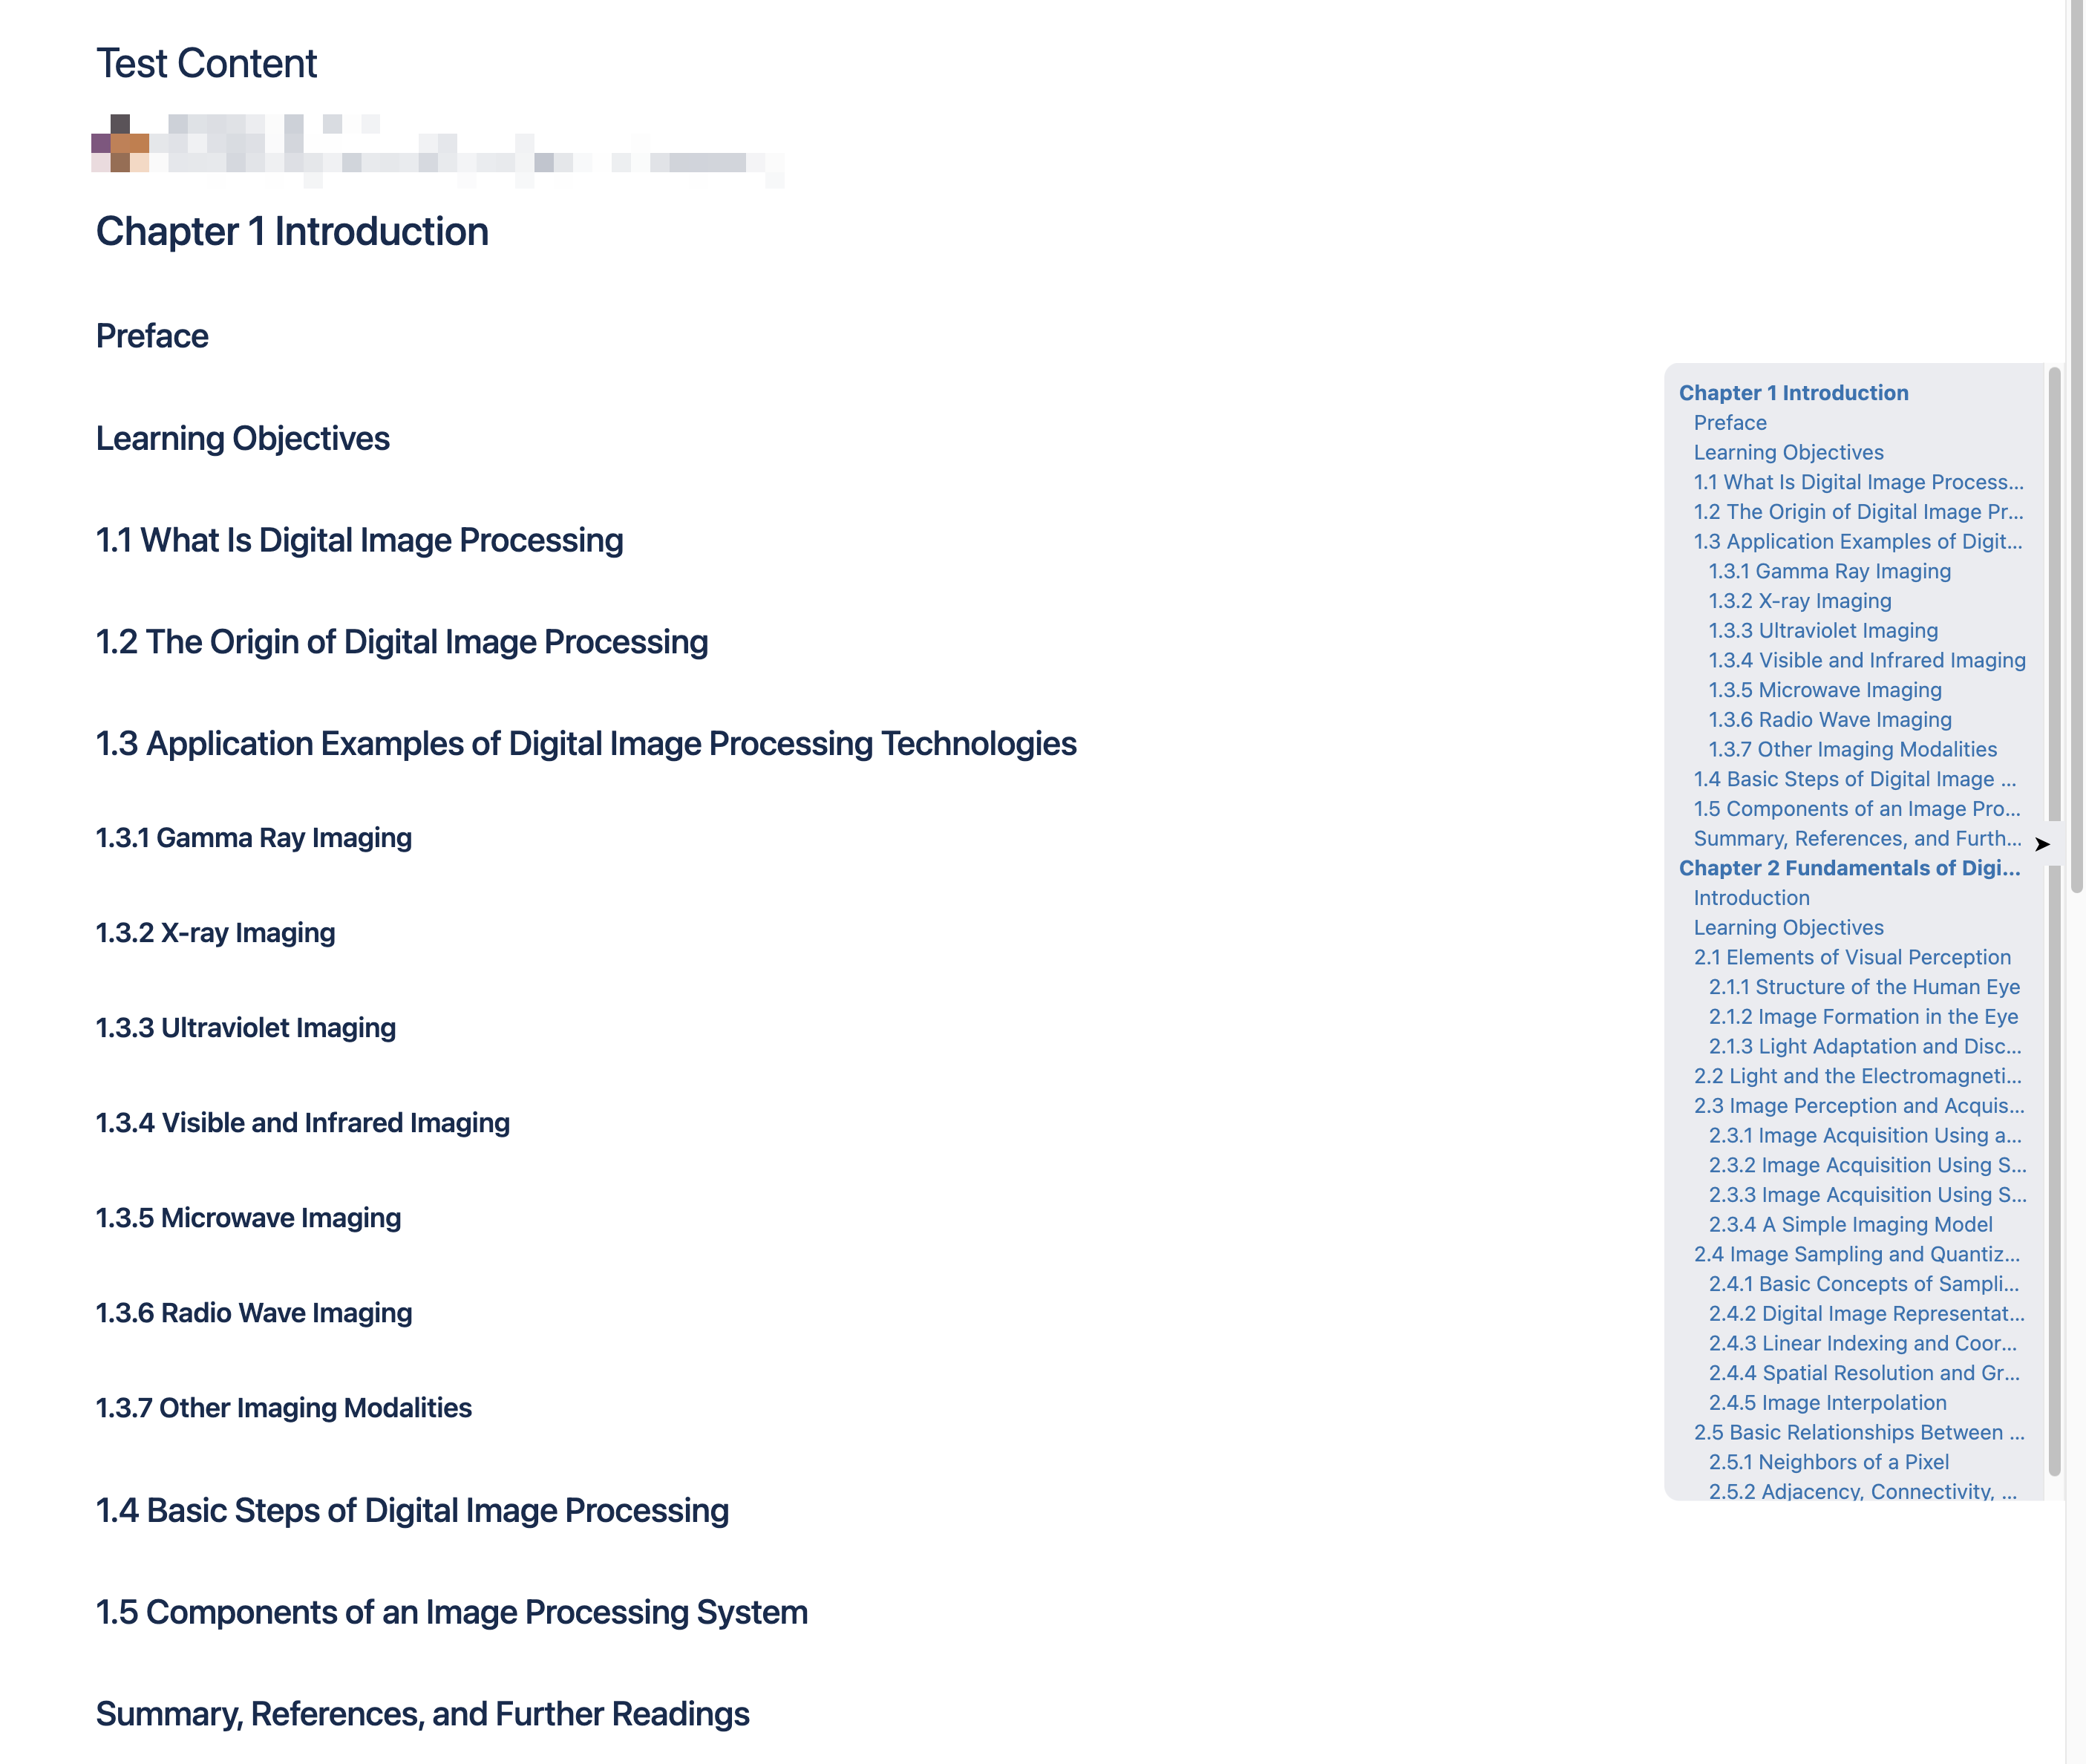 Test Content
Chapter 1 Introduction
Preface
Learning Objectives
1.1 What Is Digital Image Processing
1.2 The Origin of Digital Image Processing
1.3 Application Examples of Digital Image Processing Technologies
1.3.1 Gamma Ray Imaging
1.3.2 X-ray Imaging
1.3.3 Ultraviolet Imaging
1.3.4 Visible and Infrared Imaging
1.3.5 Microwave Imaging
1.3.6 Radio Wave Imaging
1.3.7 Other Imaging Modalities
1.4 Basic Steps of Digital Image Processing
1.5 Components of an Image Processing System
Summary, References, and Further Readings
Chapter 1 Introduction
Preface
Learning Objectives
1.1 What Is Digital Image Process...
1.2 The Origin of Digital Image Pr...
1.3 Application Examples of Digit...
1.3.1 Gamma Ray Imaging
1.3.2 X-ray Imaging
1.3.3 Ultraviolet Imaging
1.3.4 Visible and Infrared Imaging
1.3.5 Microwave Imaging
1.3.6 Radio Wave Imaging
1.3.7 Other Imaging Modalities
1.4 Basic Steps of Digital Image ...
1.5 Components of an Image Pro...
Summary, References, and Furth...
Chapter 2 Fundamentals of Digi...
Introduction
Learning Objectives
2.1 Elements of Visual Perception
2.1.1 Structure of the Human Eye
2.1.2 Image Formation in the Eye
2.1.3 Light Adaptation and Disc...
2.2 Light and the Electromagneti...
2.3 Image Perception and Acquis...
2.3.1 Image Acquisition Using a...
2.3.2 Image Acquisition Using S...
2.3.3 Image Acquisition Using S...
2.3.4 A Simple Imaging Model
2.4 Image Sampling and Quantiz...
2.4.1 Basic Concepts of Sampli...
2.4.2 Digital Image Representat...
2.4.3 Linear Indexing and Coor...
2.4.4 Spatial Resolution and Gr...
2.4.5 Image Interpolation
2.5 Basic Relationships Between ...
2.5.1 Neighbors of a Pixel
2.5.2 Adjacency, Connectivity, ...